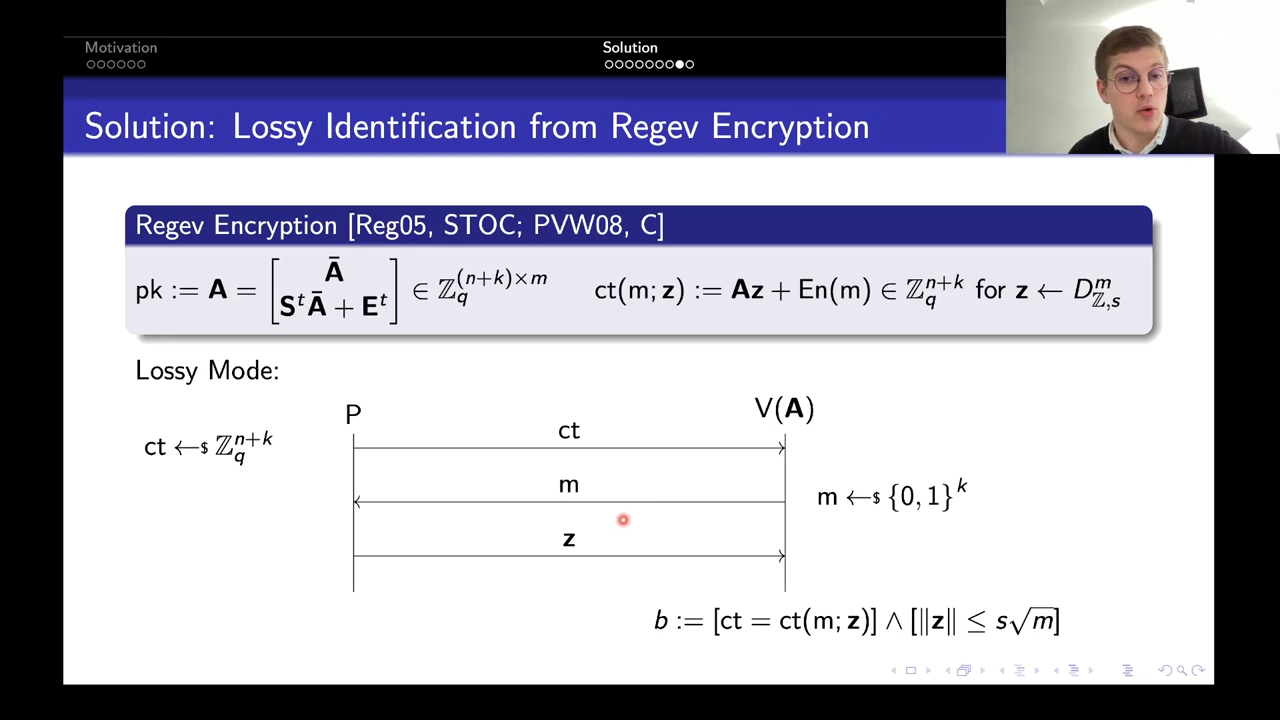 Motivation
Solution
Solution: Lossy Identification from Regev Encryption
Regev Encryption [Reg05, STOC; PVW08, C]
pk := A = [ Ā ; SᵗĀ + Eᵗ ] ∈ ℤ_q^{(n+k)×m} ct(m; z) := Az + En(m) ∈ ℤ_q^{n+k} for z ← D^m_{ℤ,s}
Lossy Mode:
P V(A)
ct
ct ←$ ℤ_q^{n+k}
m
m ←$ {0, 1}^k
z
b := [ct = ct(m; z)] ∧ [‖z‖ ≤ s√m]